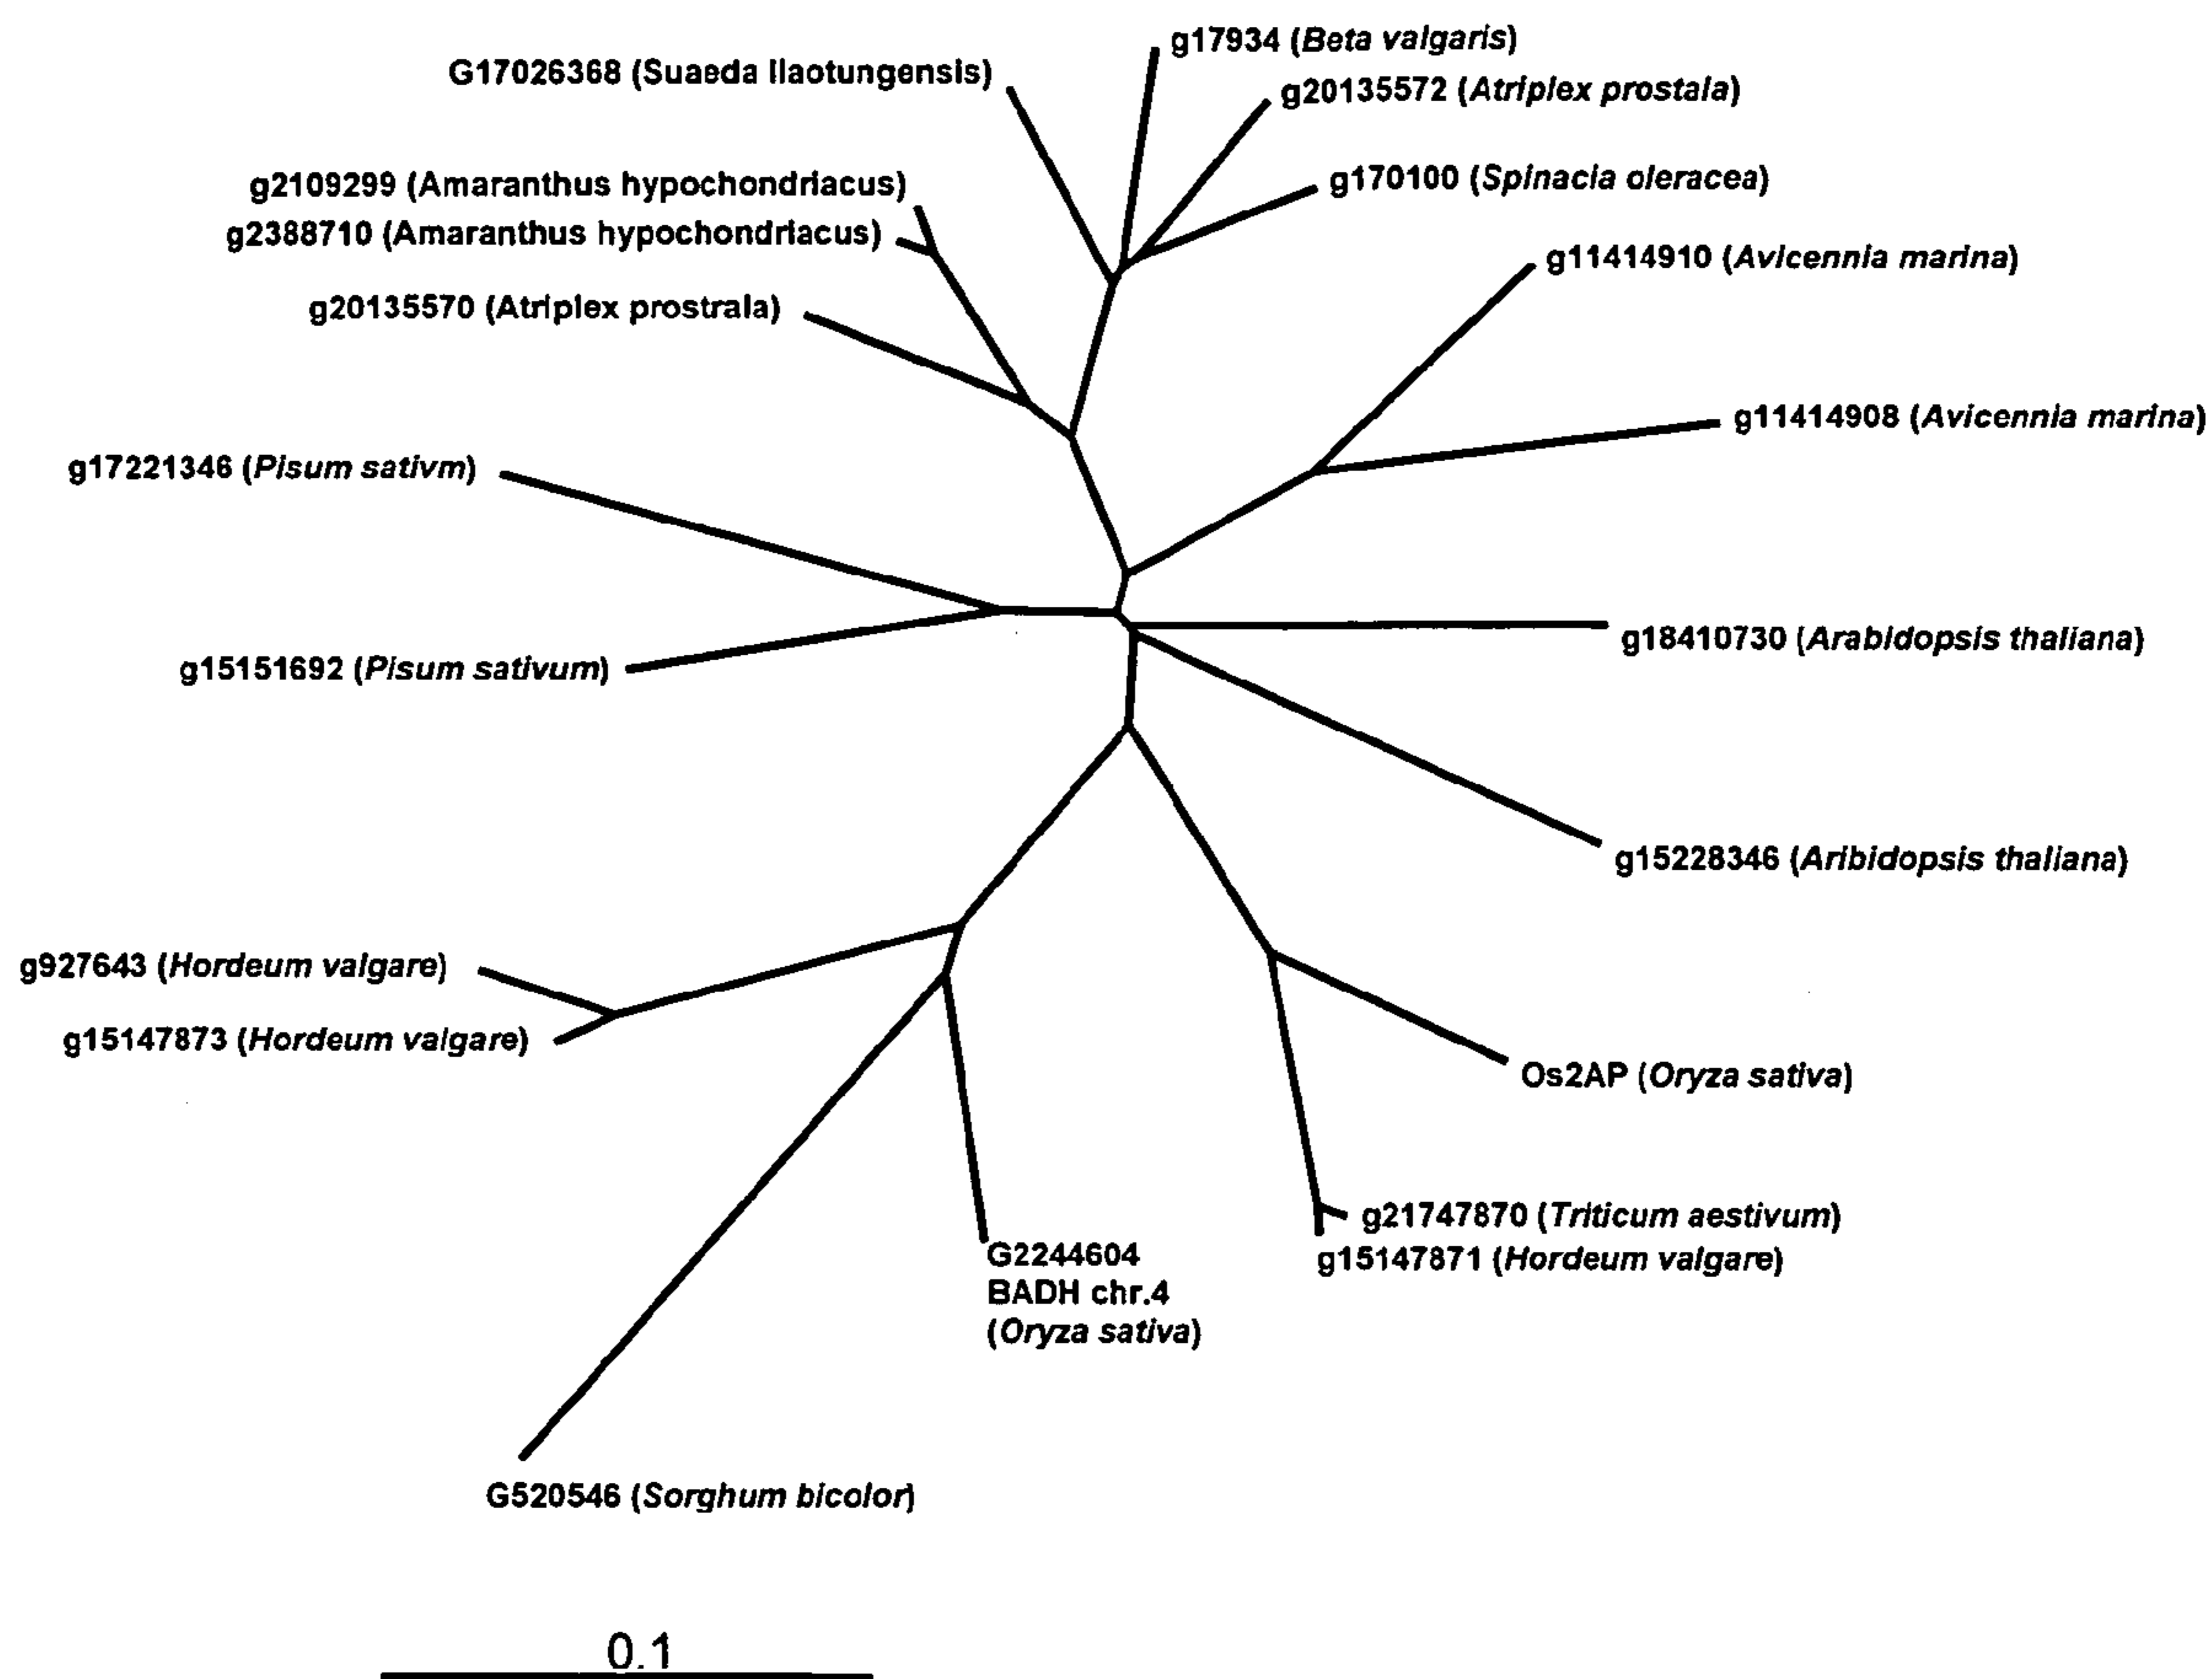 g17934 (Beta valgaris)
G17026368 (Suaeda liaotungensis)
g20135572 (Atriplex prostala)
g2109299 (Amaranthus hypochondriacus)
g170100 (Spinacia oleracea)
g2388710 (Amaranthus hypochondriacus)
g11414910 (Avicennia marina)
g20135570 (Atriplex prostrala)
g11414908 (Avicennia marina)
g17221346 (Pisum sativm)
g18410730 (Arabidopsis thaliana)
g15151692 (Pisum sativum)
g15228346 (Aribidopsis thaliana)
g927643 (Hordeum valgare)
g15147873 (Hordeum valgare)
Os2AP (Oryza sativa)
g21747870 (Triticum aestivum)
g15147871 (Hordeum valgare)
G2244604
BADH chr.4
(Oryza sativa)
G520546 (Sorghum bicolor)
0.1